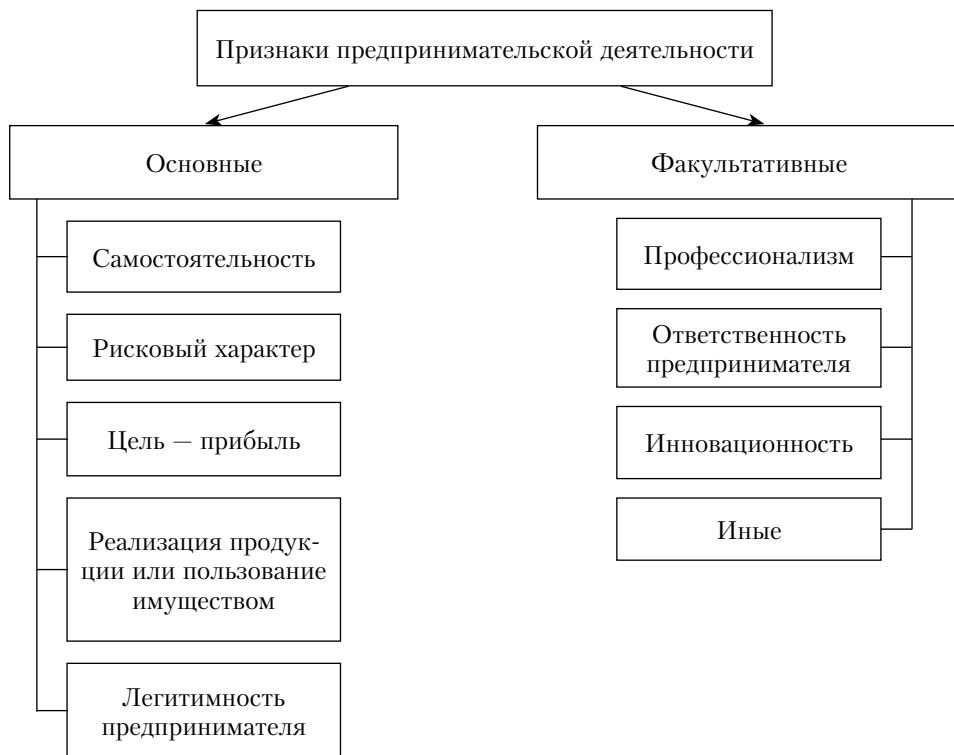 Признаки предпринимательской деятельности
Основные
Самостоятельность
Рисковый характер
Цель — прибыль
Реализация продук-
ции или пользование
имуществом
Легитимность
предпринимателя
Факультативные
Профессионализм
Ответственность
предпринимателя
Инновационность
Иные